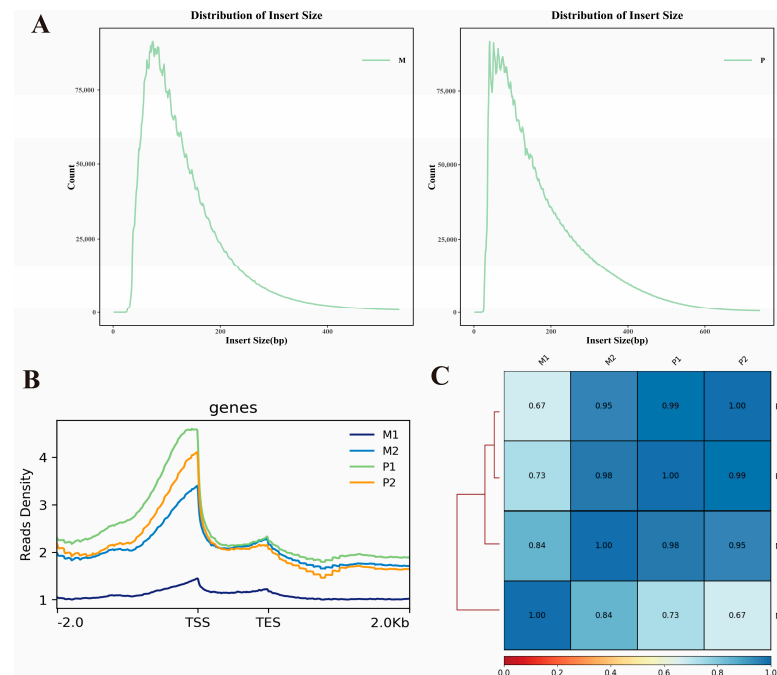 A
Distribution of Insert Size
M
75,000
50,000
25,000
0
Count
0
200
400
Insert Size(bp)
Distribution of Insert Size
P
75,000
50,000
25,000
0
Count
0
200
400
600
Insert Size(bp)
B
genes
M1
M2
P1
P2
4
3
2
1
Reads Density
-2.0
TSS
TES
2.0Kb
C
M1 M2 P1 P2
0.67 0.95 0.99 1.00
0.73 0.98 1.00 0.99
0.84 1.00 0.98 0.95
1.00 0.84 0.73 0.67
0.0 0.2 0.4 0.6 0.8 1.0